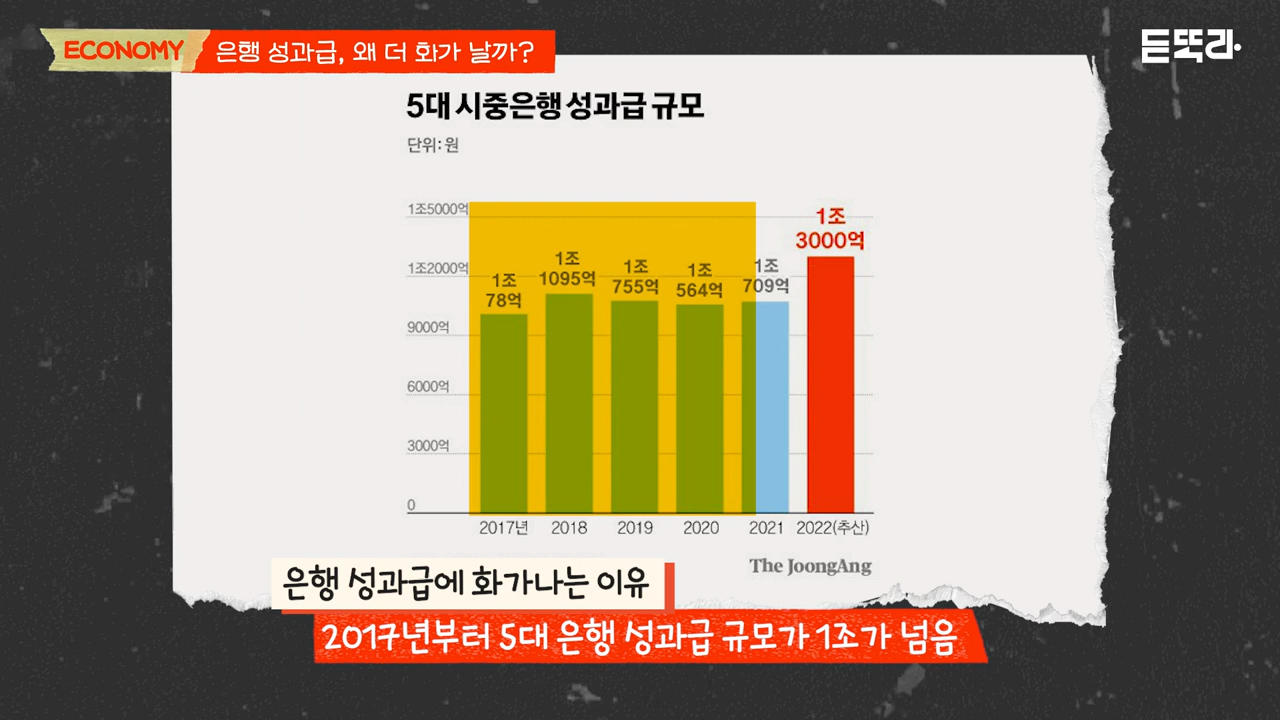 ECONOMY 은행 성과급, 왜 더 화가 날까?
듣똑라
5대 시중은행 성과급 규모
단위: 원
1조5000억
1조2000억
9000억
6000억
3000억
0
1조
78억
1조
1095억
1조
755억
1조
564억
1조
709억
1조
3000억
2017년 2018 2019 2020 2021 2022(추산)
The JoongAng
은행 성과급에 화가나는 이유
2017년부터 5대 은행 성과급 규모가 1조가 넘음